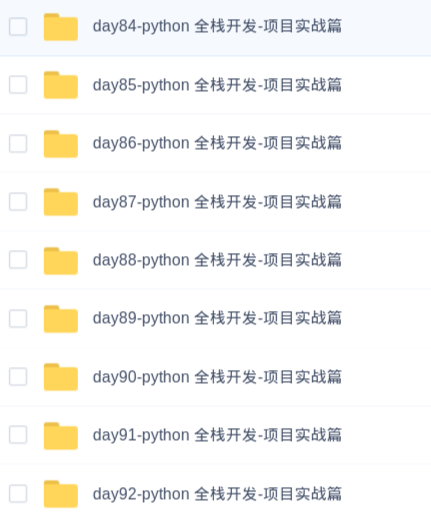 day84-python 全栈开发-项目实战篇
day85-python 全栈开发-项目实战篇
day86-python 全栈开发-项目实战篇
day87-python 全栈开发-项目实战篇
day88-python 全栈开发-项目实战篇
day89-python 全栈开发-项目实战篇
day90-python 全栈开发-项目实战篇
day91-python 全栈开发-项目实战篇
day92-python 全栈开发-项目实战篇